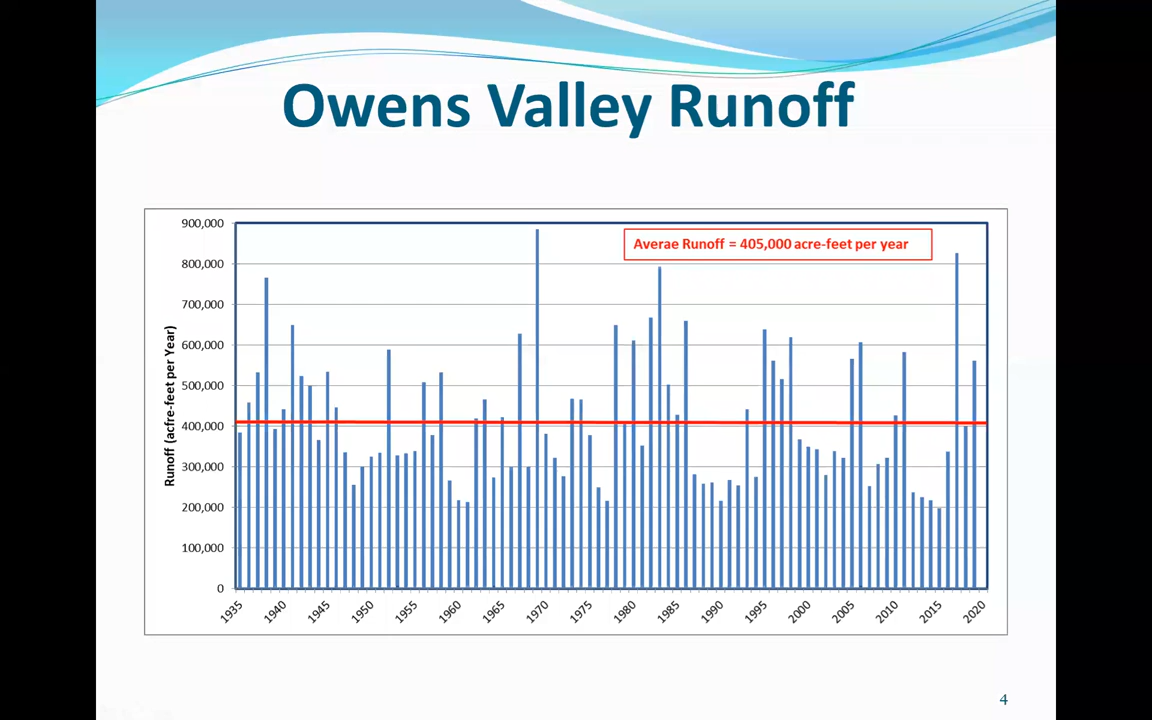 Owens Valley Runoff
Averae Runoff = 405,000 acre-feet per year
Runoff (acfre-feet per Year)
900,000
800,000
700,000
600,000
500,000
400,000
300,000
200,000
100,000
0
1935 1940 1945 1950 1955 1960 1965 1970 1975 1980 1985 1990 1995 2000 2005 2010 2015 2020
4